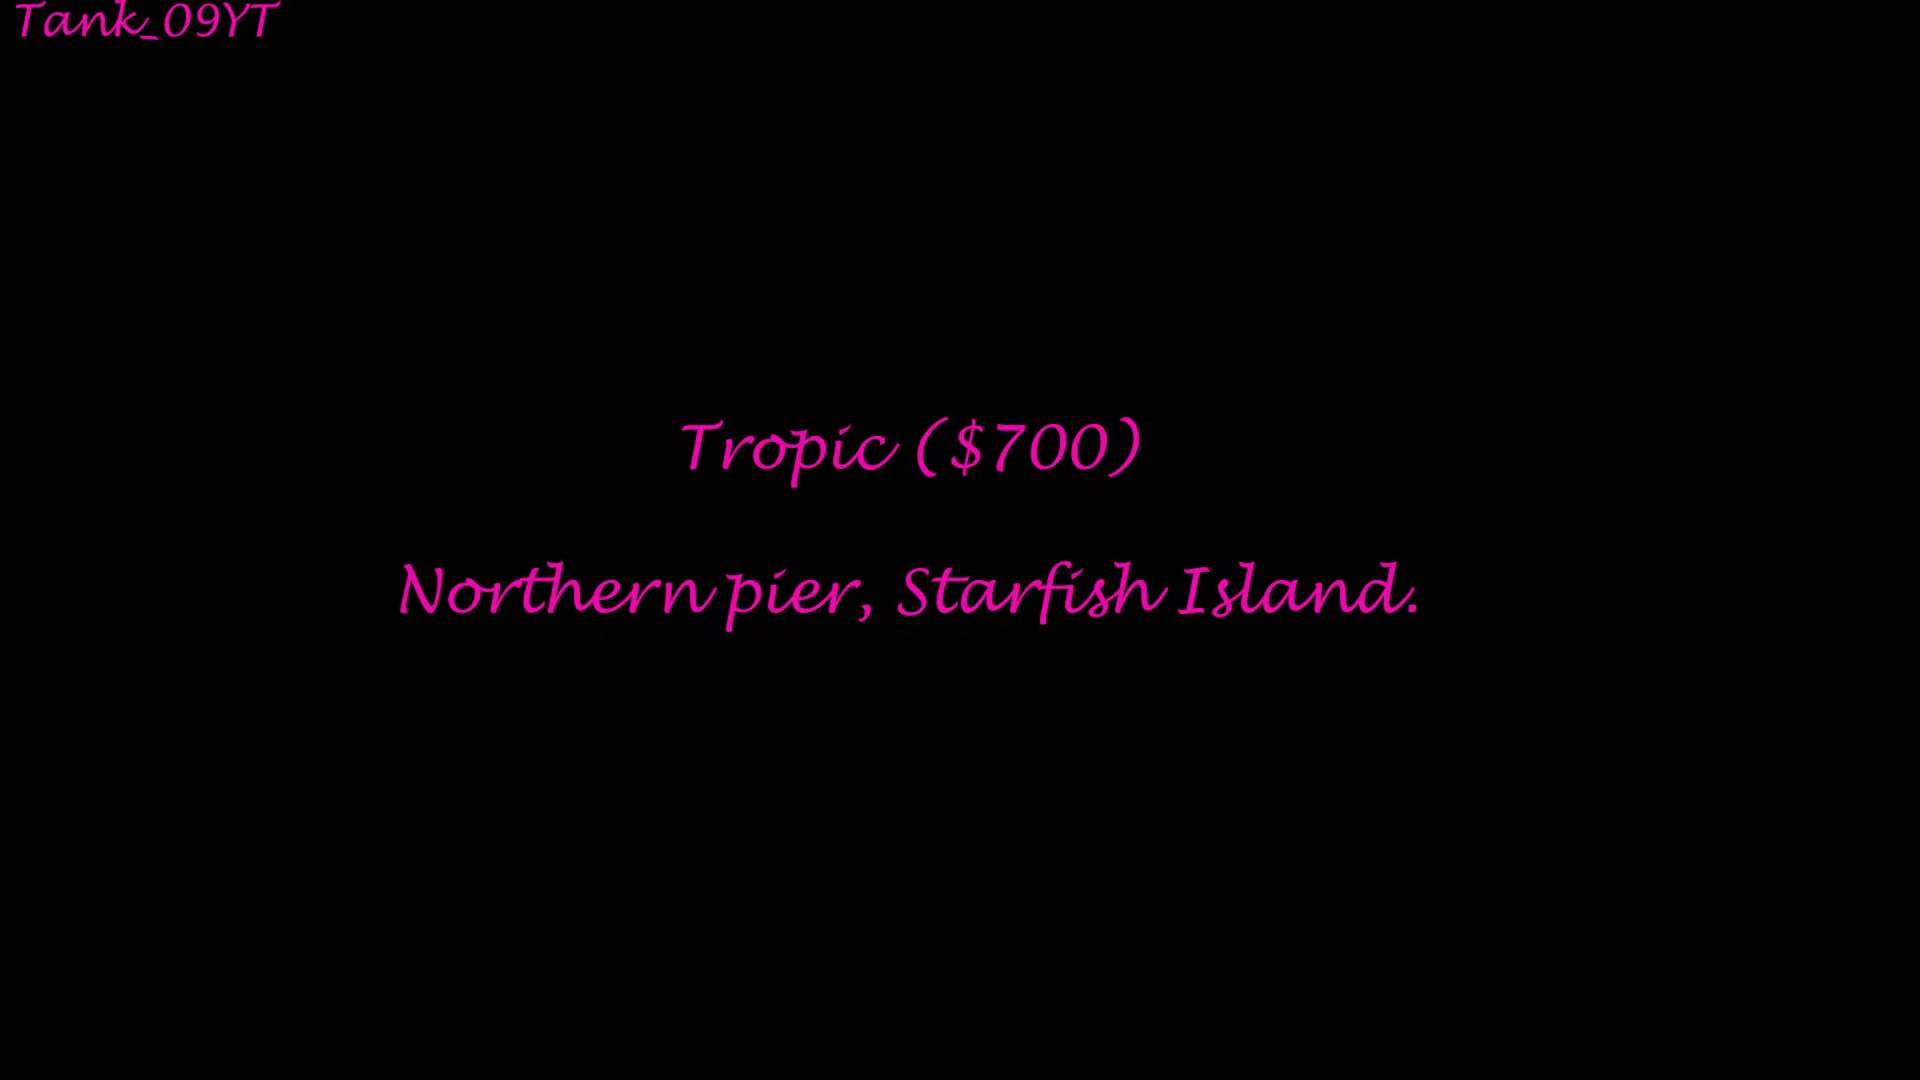 Tank_09YT
Tropic ($700)
Northern pier, Starfish Island.